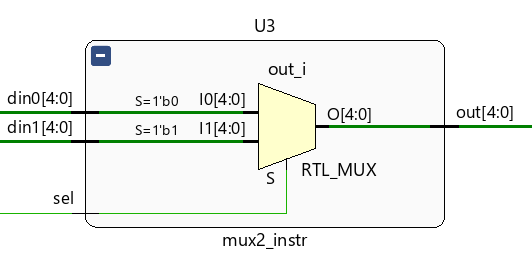 U3
out_i
din0[4:0] S=1'b0 I0[4:0]
O[4:0] out[4:0]
din1[4:0] S=1'b1 I1[4:0]
S RTL_MUX
sel
mux2_instr